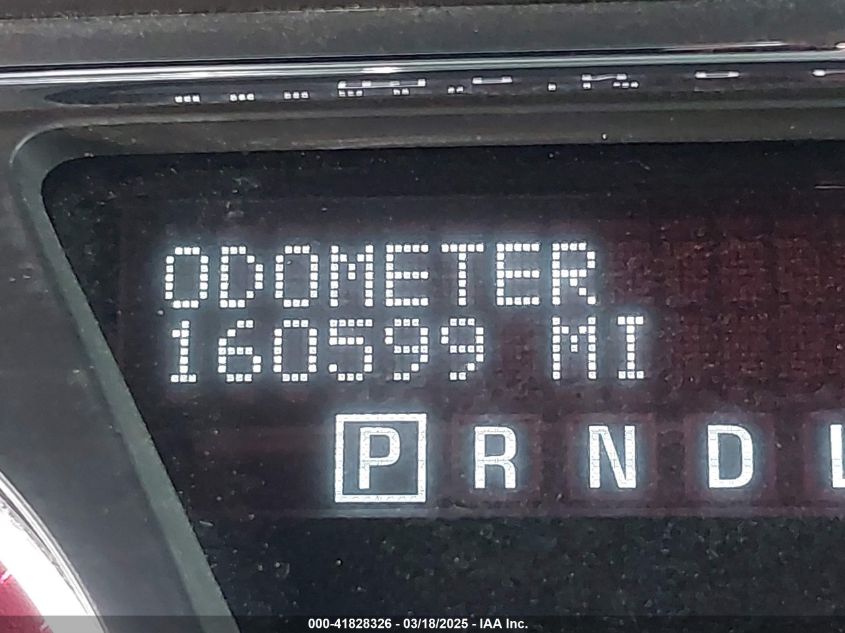 ODOMETER
160599 MI
P R N D L
000-41828326 - 03/18/2025 - IAA Inc.